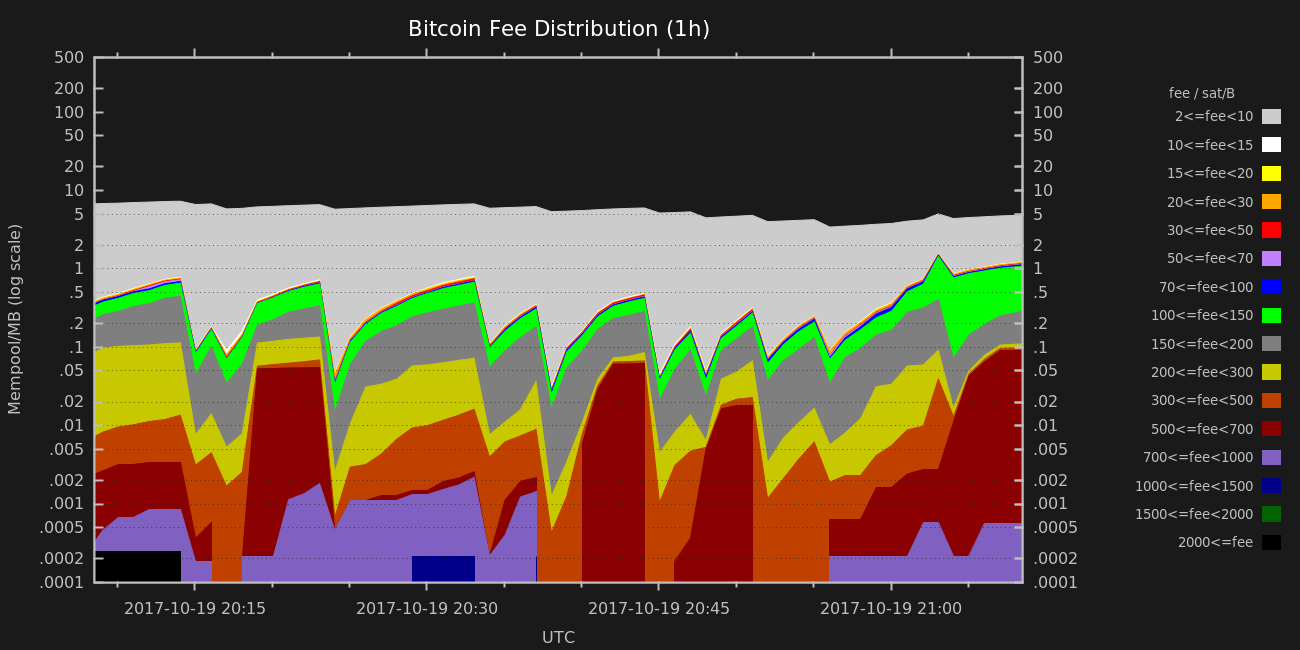 Bitcoin Fee Distribution (1h)
Mempool/MB (log scale)
500
200
100
50
20
10
5
2
1
.5
.2
.1
.05
.02
.01
.005
.002
.001
.0005
.0002
.0001
500
200
100
50
20
10
5
2
1
.5
.2
.1
.05
.02
.01
.005
.002
.001
.0005
.0002
.0001
2017-10-19 20:15
2017-10-19 20:30
2017-10-19 20:45
2017-10-19 21:00
UTC
fee / sat/B
2<=fee<10
10<=fee<15
15<=fee<20
20<=fee<30
30<=fee<50
50<=fee<70
70<=fee<100
100<=fee<150
150<=fee<200
200<=fee<300
300<=fee<500
500<=fee<700
700<=fee<1000
1000<=fee<1500
1500<=fee<2000
2000<=fee